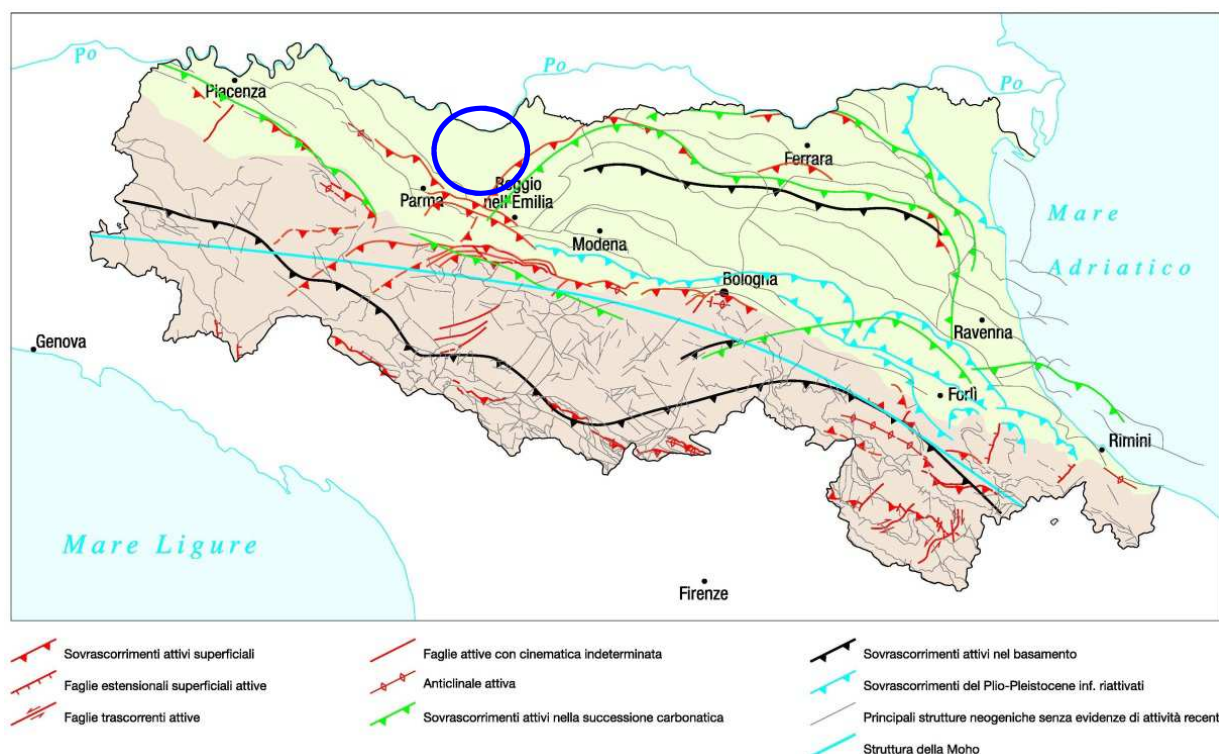 Po
Po
Po
Piacenza
Ferrara
Parma
Reggio
nell'Emilia
Modena
Mare
Adriatico
Bologna
Ravenna
Genova
Forlì
Rimini
Mare Ligure
Firenze
Sovrascorrimenti attivi superficiali
Faglie estensionali superficiali attive
Faglie trascorrenti attive
Faglie attive con cinematica indeterminata
Anticlinale attiva
Sovrascorrimenti attivi nella successione carbonatica
Sovrascorrimenti attivi nel basamento
Sovrascorrimenti del Plio-Pleistocene inf. riattivati
Principali strutture neogeniche senza evidenze di attività recent
Struttura della Moho